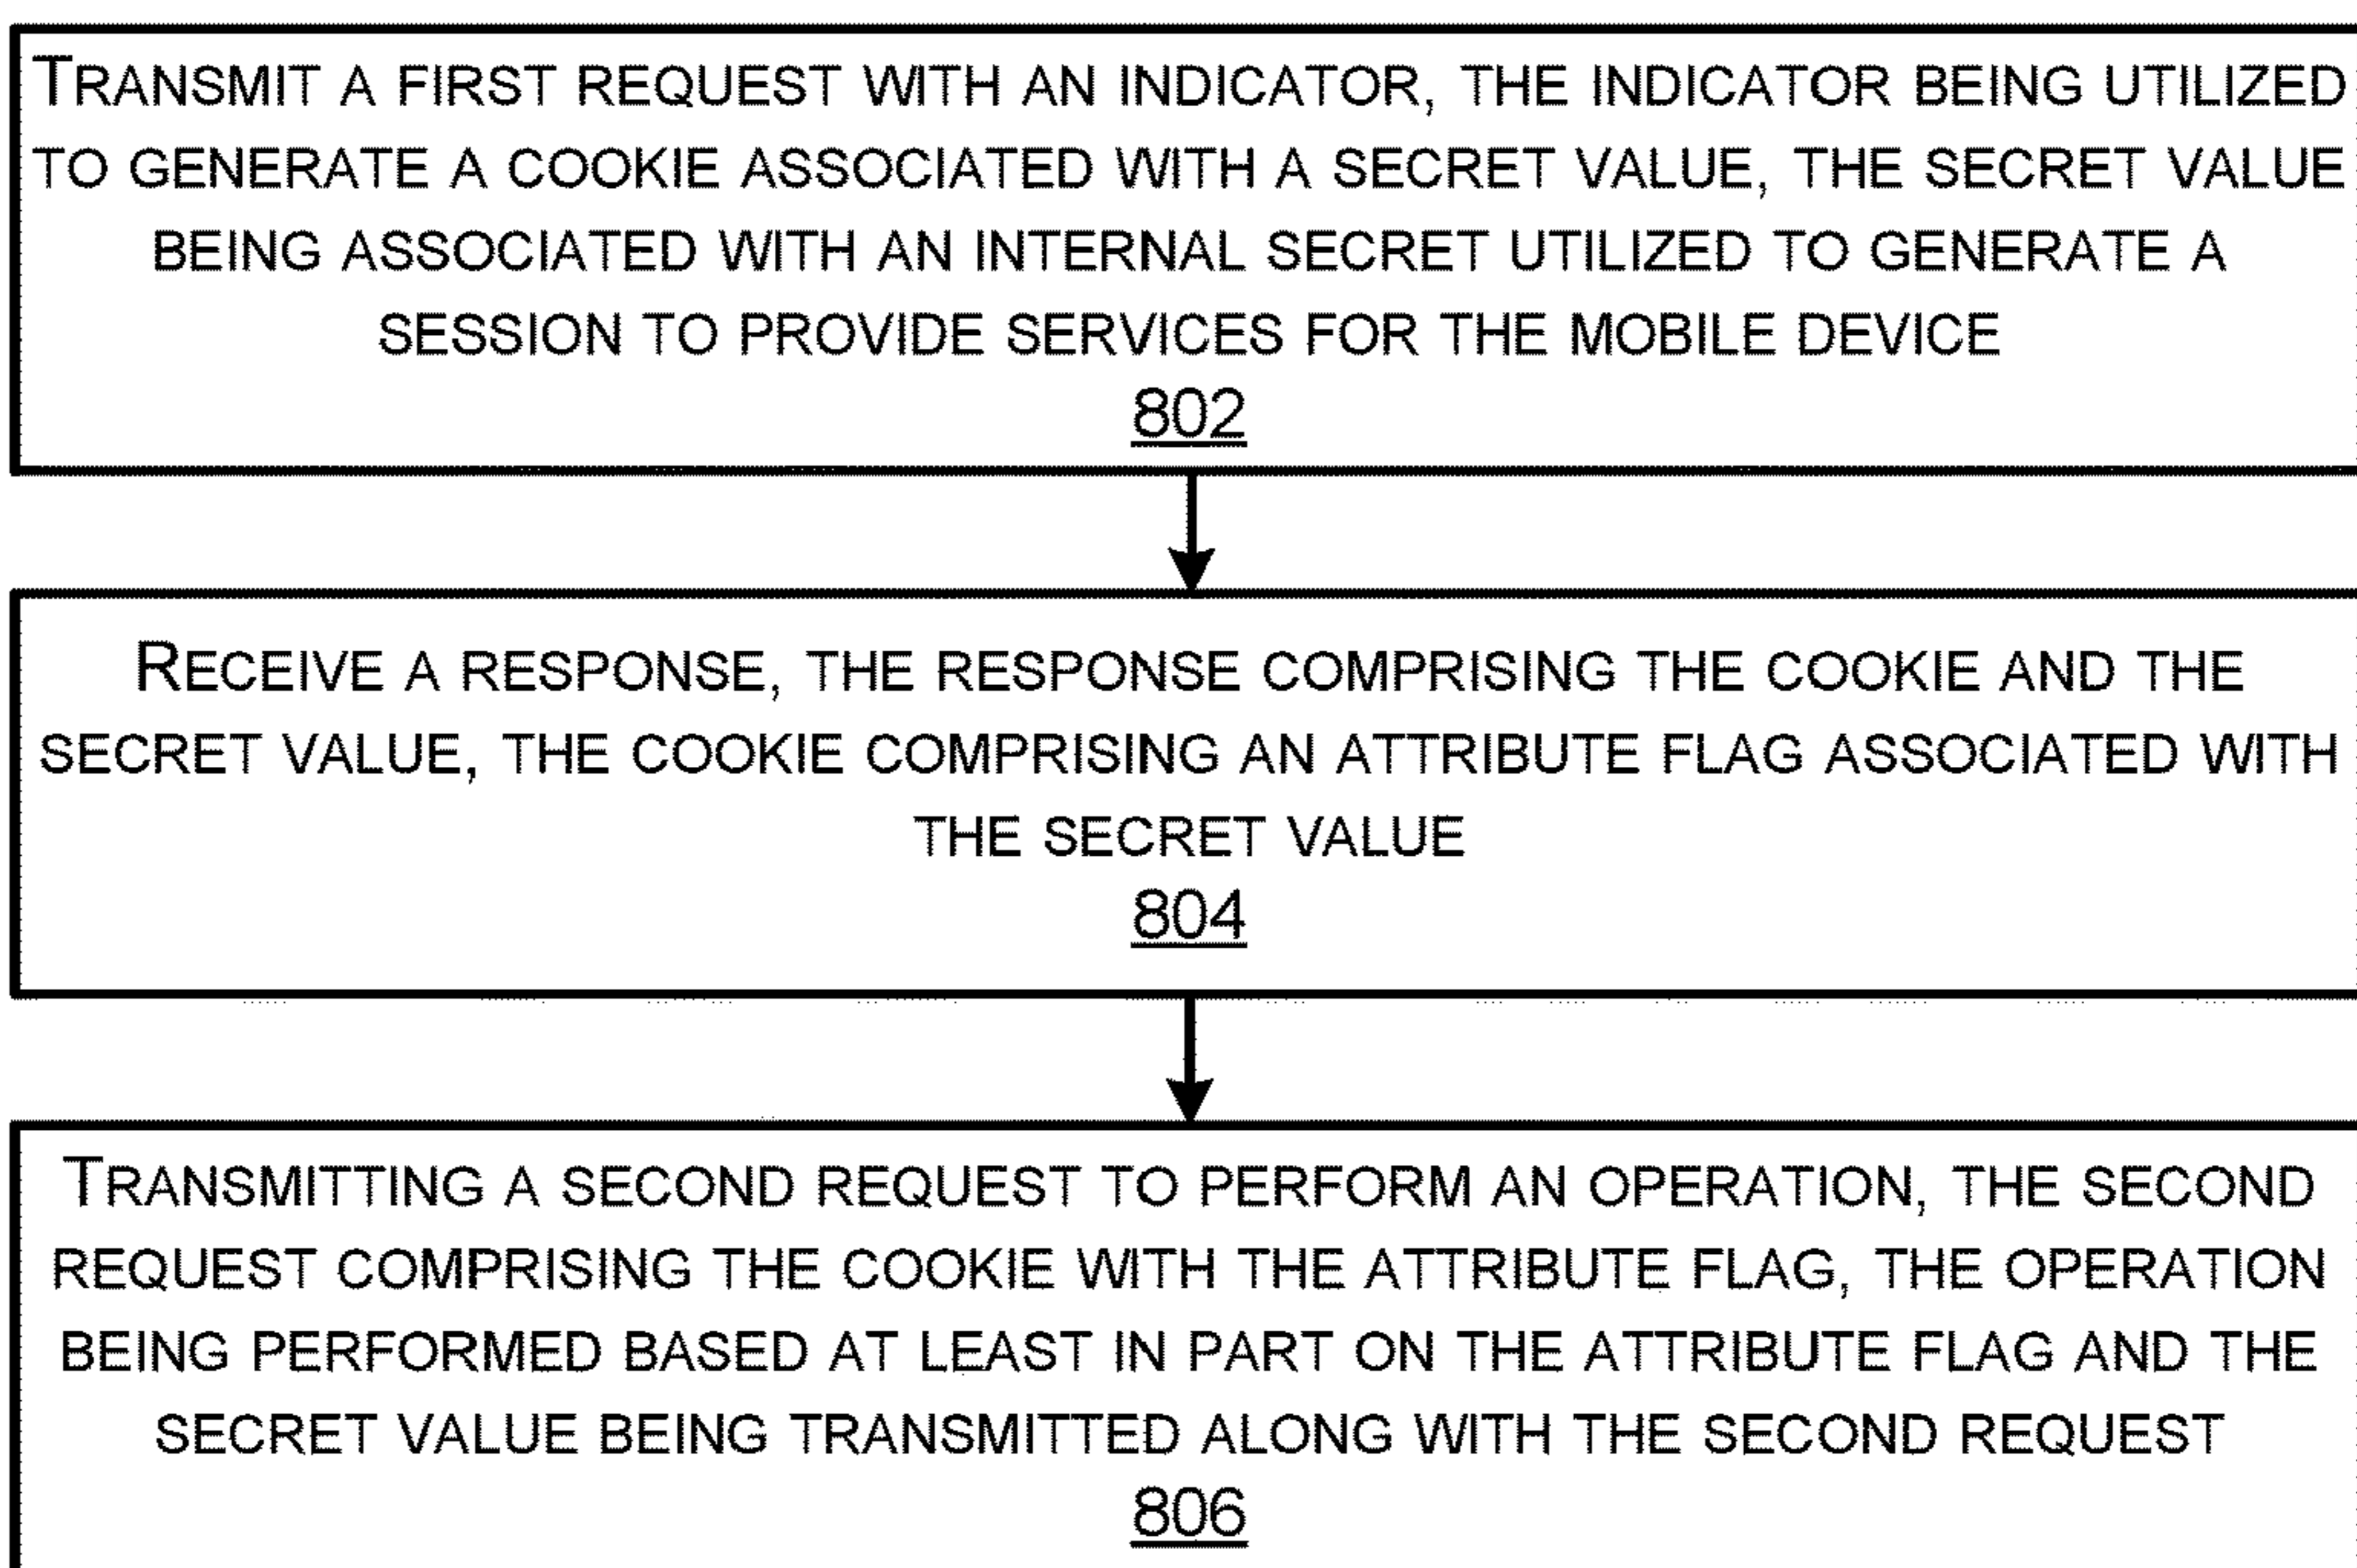 TRANSMIT A FIRST REQUEST WITH AN INDICATOR, THE INDICATOR BEING UTILIZED
TO GENERATE A COOKIE ASSOCIATED WITH A SECRET VALUE, THE SECRET VALUE
BEING ASSOCIATED WITH AN INTERNAL SECRET UTILIZED TO GENERATE A
SESSION TO PROVIDE SERVICES FOR THE MOBILE DEVICE
802
RECEIVE A RESPONSE, THE RESPONSE COMPRISING THE COOKIE AND THE
SECRET VALUE, THE COOKIE COMPRISING AN ATTRIBUTE FLAG ASSOCIATED WITH
THE SECRET VALUE
804
TRANSMITTING A SECOND REQUEST TO PERFORM AN OPERATION, THE SECOND
REQUEST COMPRISING THE COOKIE WITH THE ATTRIBUTE FLAG, THE OPERATION
BEING PERFORMED BASED AT LEAST IN PART ON THE ATTRIBUTE FLAG AND THE
SECRET VALUE BEING TRANSMITTED ALONG WITH THE SECOND REQUEST
806